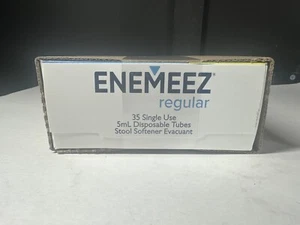 ENEMEEZ®
regular
35 Single Use
5mL Disposable Tubes
Stool Softener Evacuant